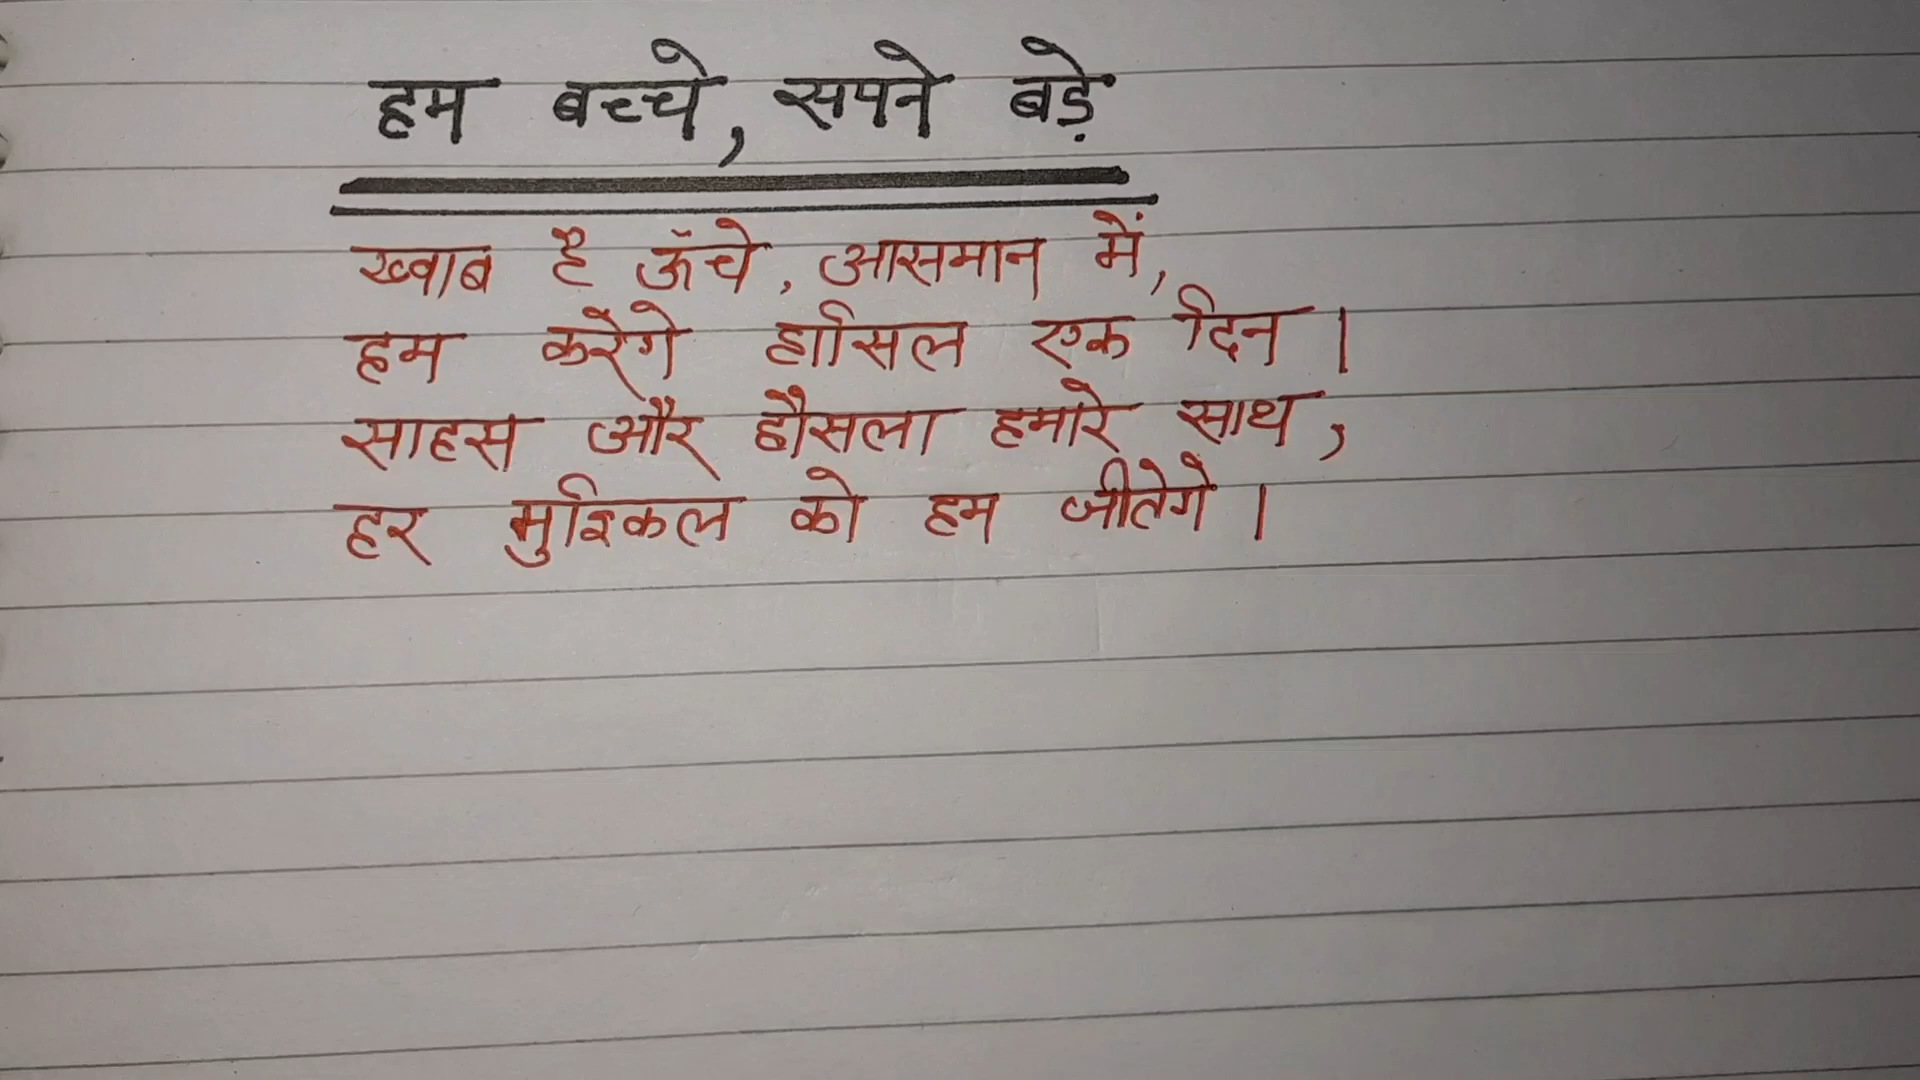 हम बच्चे, सपने बड़े
ख्वाब है ऊँचे, आसमान में,
हम करेंगे हासिल एक दिन।
साहस और हौसला हमारे साथ,
हर मुश्किल को हम जीतेगे।